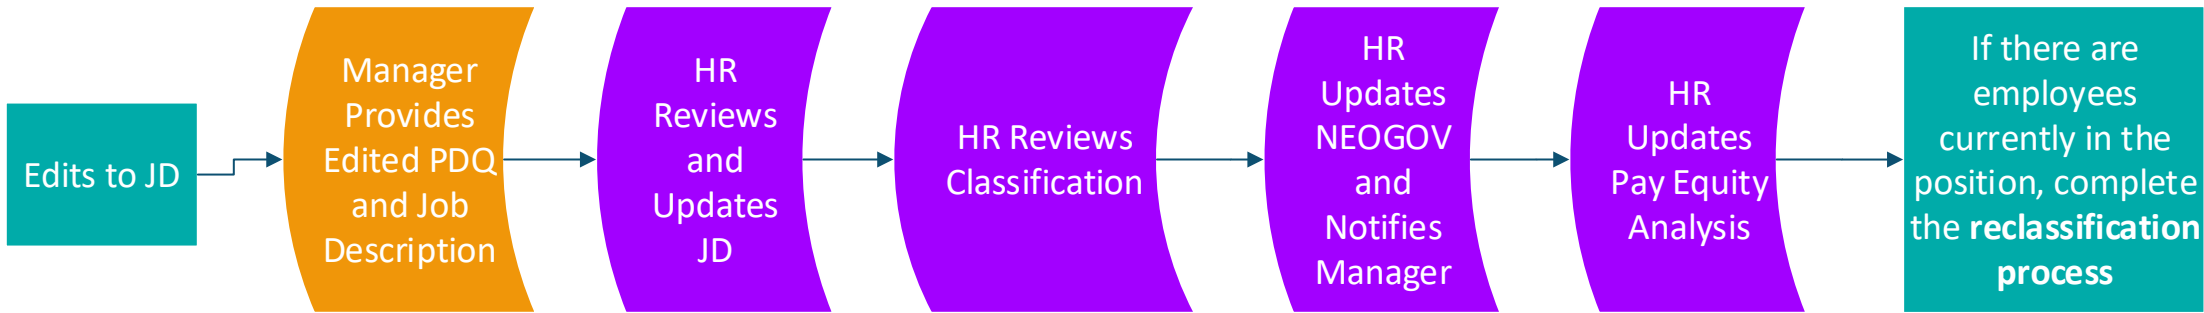 Edits to JD
Manager
Provides
Edited PDQ
and Job
Description
HR
Reviews
and
Updates
JD
HR Reviews
Classification
HR
Updates
NEOGOV
and
Notifies
Manager
HR
Updates
Pay Equity
Analysis
If there are
employees
currently in the
position, complete
the reclassification
process